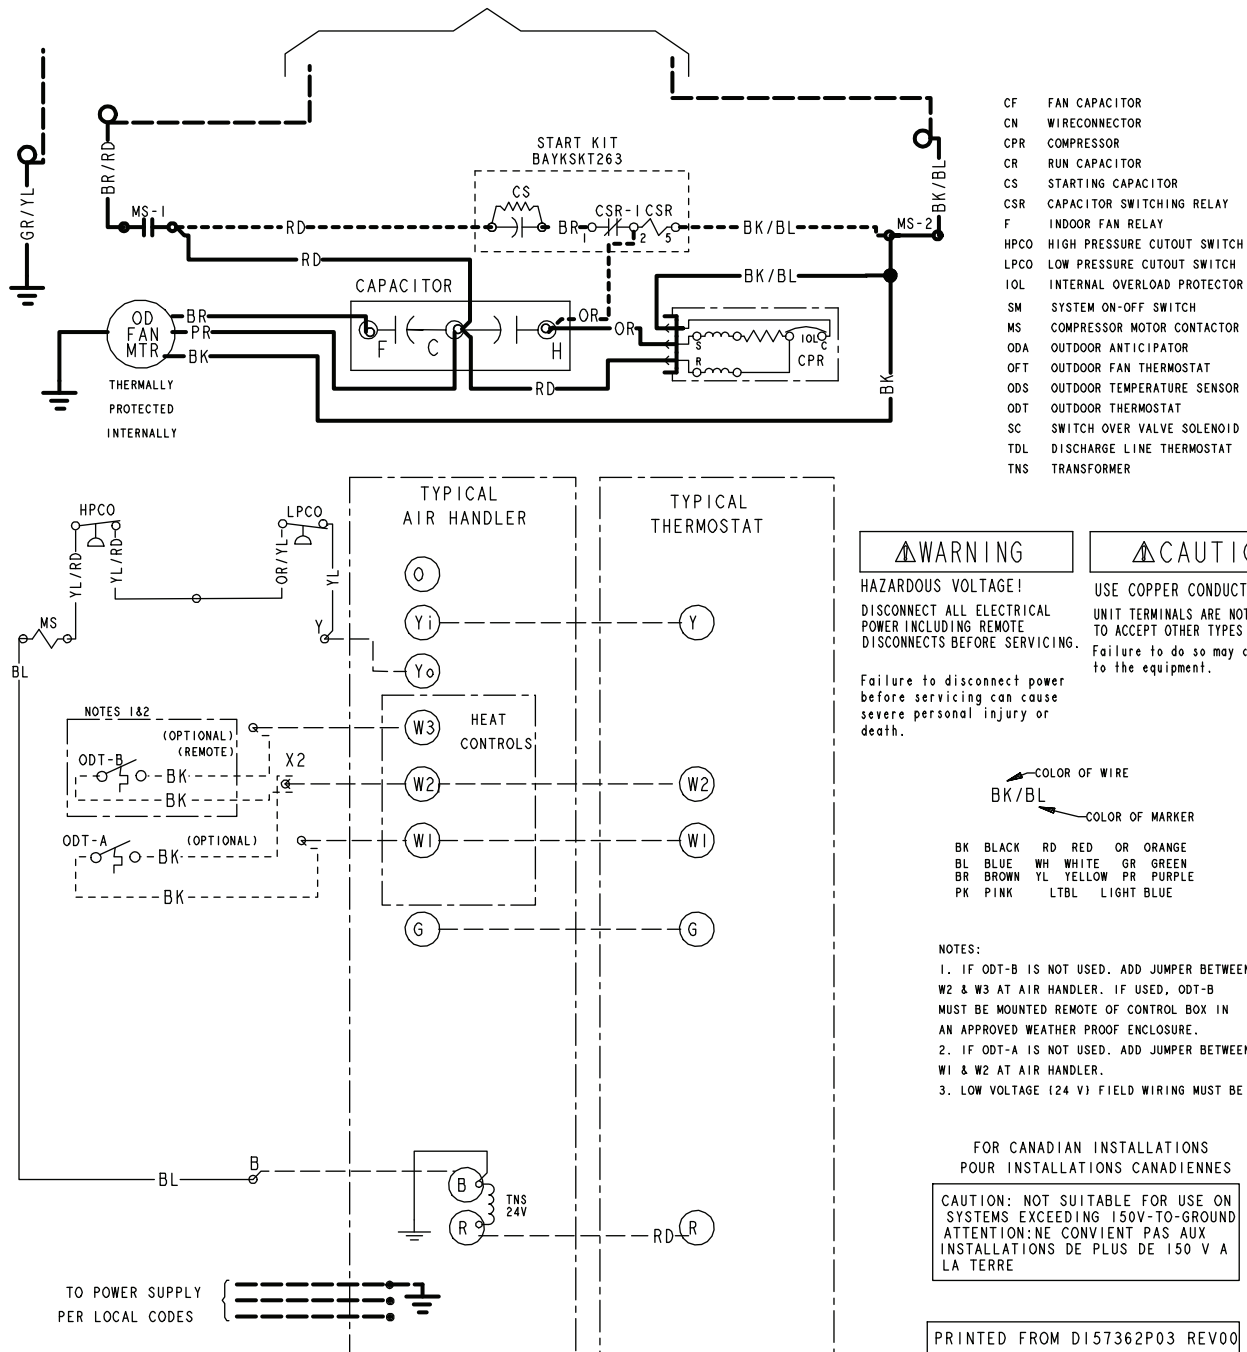 CF FAN CAPACITOR
CN WIRECONNECTOR
CPR COMPRESSOR
CR RUN CAPACITOR
CS STARTING CAPACITOR
CSR CAPACITOR SWITCHING RELAY
F INDOOR FAN RELAY
HPCO HIGH PRESSURE CUTOUT SWITCH
LPCO LOW PRESSURE CUTOUT SWITCH
IOL INTERNAL OVERLOAD PROTECTOR
SM SYSTEM ON-OFF SWITCH
MS COMPRESSOR MOTOR CONTACTOR
ODA OUTDOOR ANTICIPATOR
OFT OUTDOOR FAN THERMOSTAT
ODS OUTDOOR TEMPERATURE SENSOR
ODT OUTDOOR THERMOSTAT
SC SWITCH OVER VALVE SOLENOID
TDL DISCHARGE LINE THERMOSTAT
TNS TRANSFORMER
START KIT
BAYKSKT263
GR/YL
BR/RD
MS-1
RD
CS
BR
CSR-1 CSR
1 2 5
BK/BL
MS-2
BK/BL
RD
BK/BL
CAPACITOR
F C H
OR
OR
RD
S
R
IOL C
CPR
BK
OD
FAN
MTR
BR
PR
BK
THERMALLY
PROTECTED
INTERNALLY
HPCO
YL/RD
YL/RD
LPCO
OR/YL
YL
MS
Y
BL
TYPICAL
AIR HANDLER
O
Yi
Yo
HEAT
CONTROLS
W3
W2
W1
G
TYPICAL
THERMOSTAT
Y
W2
W1
G
NOTES 1&2
(OPTIONAL)
(REMOTE)
ODT-B
BK
BK
X2
ODT-A
(OPTIONAL)
BK
BK
BL
B
B
R
TNS
24V
RD
R
TO POWER SUPPLY
PER LOCAL CODES
⚠WARNING
HAZARDOUS VOLTAGE!
DISCONNECT ALL ELECTRICAL
POWER INCLUDING REMOTE
DISCONNECTS BEFORE SERVICING.
Failure to disconnect power
before servicing can cause
severe personal injury or
death.
⚠CAUTIO
USE COPPER CONDUCT
UNIT TERMINALS ARE NOT
TO ACCEPT OTHER TYPES
Failure to do so may c
to the equipment.
COLOR OF WIRE
BK/BL
COLOR OF MARKER
BK BLACK RD RED OR ORANGE
BL BLUE WH WHITE GR GREEN
BR BROWN YL YELLOW PR PURPLE
PK PINK LTBL LIGHT BLUE
NOTES:
1. IF ODT-B IS NOT USED. ADD JUMPER BETWEEN
W2 & W3 AT AIR HANDLER. IF USED, ODT-B
MUST BE MOUNTED REMOTE OF CONTROL BOX IN
AN APPROVED WEATHER PROOF ENCLOSURE.
2. IF ODT-A IS NOT USED. ADD JUMPER BETWEEN
W1 & W2 AT AIR HANDLER.
3. LOW VOLTAGE (24 V) FIELD WIRING MUST BE
FOR CANADIAN INSTALLATIONS
POUR INSTALLATIONS CANADIENNES
CAUTION: NOT SUITABLE FOR USE ON
SYSTEMS EXCEEDING 150V-TO-GROUND
ATTENTION:NE CONVIENT PAS AUX
INSTALLATIONS DE PLUS DE 150 V A
LA TERRE
PRINTED FROM D157362P03 REV00